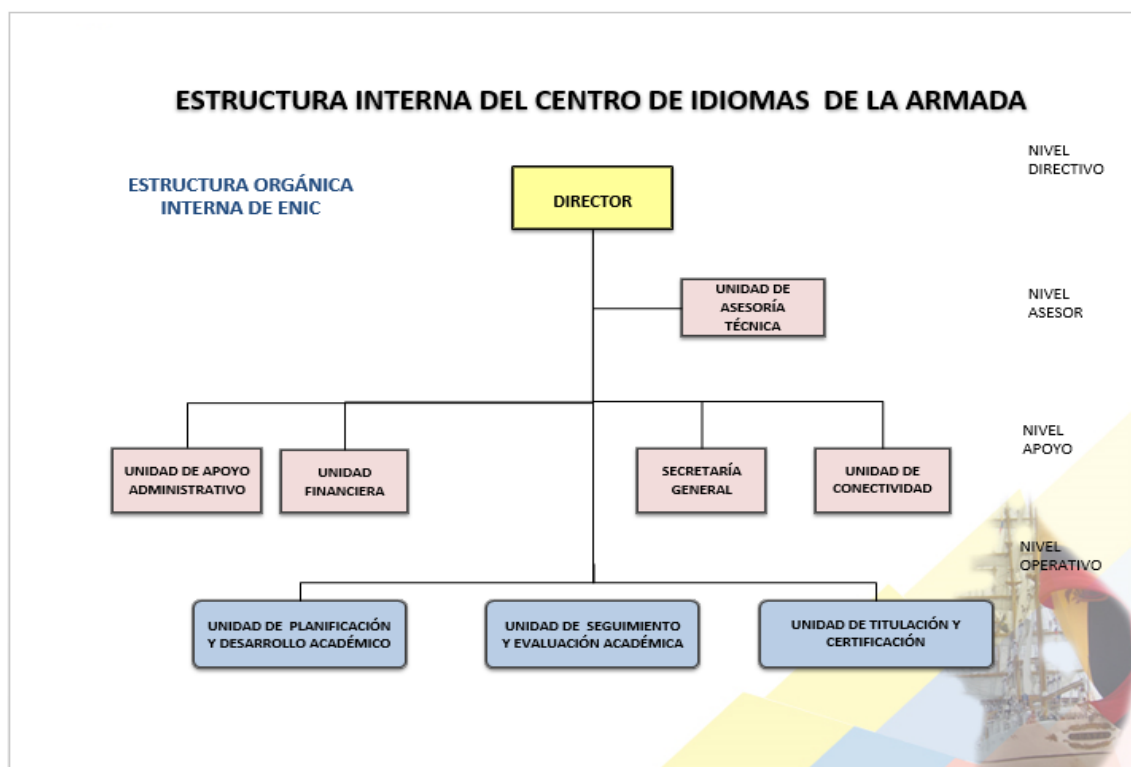 ESTRUCTURA INTERNA DEL CENTRO DE IDIOMAS DE LA ARMADA
NIVEL
DIRECTIVO
ESTRUCTURA ORGÁNICA
INTERNA DE ENIC
DIRECTOR
UNIDAD DE
ASESORÍA
TÉCNICA
NIVEL
ASESOR
NIVEL
APOYO
UNIDAD DE APOYO
ADMINISTRATIVO
UNIDAD
FINANCIERA
SECRETARÍA
GENERAL
UNIDAD DE
CONECTIVIDAD
NIVEL
OPERATIVO
UNIDAD DE PLANIFICACIÓN
Y DESARROLLO ACADÉMICO
UNIDAD DE SEGUIMIENTO
Y EVALUACIÓN ACADÉMICA
UNIDAD DE TITULACIÓN Y
CERTIFICACIÓN